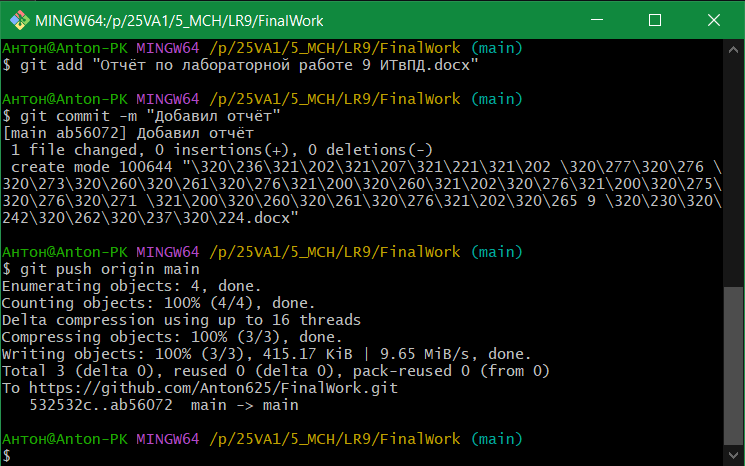 MINGW64:/p/25VA1/5_MCH/LR9/FinalWork
Антон@Anton-PK MINGW64 /p/25VA1/5_MCH/LR9/FinalWork (main)
$ git add "Отчёт по лабораторной работе 9 ИТвПД.docx"
Антон@Anton-PK MINGW64 /p/25VA1/5_MCH/LR9/FinalWork (main)
$ git commit -m "Добавил отчёт"
[main ab56072] Добавил отчёт
 1 file changed, 0 insertions(+), 0 deletions(-)
 create mode 100644 "\320\236\321\202\321\207\321\221\321\202 \320\277\320\276 \
320\273\320\260\320\261\320\276\321\200\320\260\321\202\320\276\321\200\320\275\
320\276\320\271 \321\200\320\260\320\261\320\276\321\202\320\265 9 \320\230\320\
242\320\262\320\237\320\224.docx"
Антон@Anton-PK MINGW64 /p/25VA1/5_MCH/LR9/FinalWork (main)
$ git push origin main
Enumerating objects: 4, done.
Counting objects: 100% (4/4), done.
Delta compression using up to 16 threads
Compressing objects: 100% (3/3), done.
Writing objects: 100% (3/3), 415.17 KiB | 9.65 MiB/s, done.
Total 3 (delta 0), reused 0 (delta 0), pack-reused 0 (from 0)
To https://github.com/Anton625/FinalWork.git
   532532c..ab56072  main -> main
Антон@Anton-PK MINGW64 /p/25VA1/5_MCH/LR9/FinalWork (main)
$